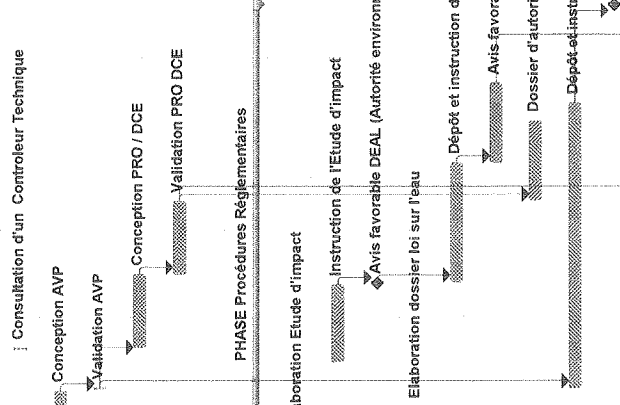 Consultation d'un Controleur Technique
Conception AVP
Validation AVP
Conception PRO / DCE
Validation PRO DCE
PHASE Procédures Réglementaires
boration Etude d'impact
Instruction de l'Etude d'impact
Avis favorable DEAL (Autorité environ
Elaboration dossier loi sur l'eau
Dépôt et instruction d
Avis favora
Dossier d'autori
Dépôt et instr